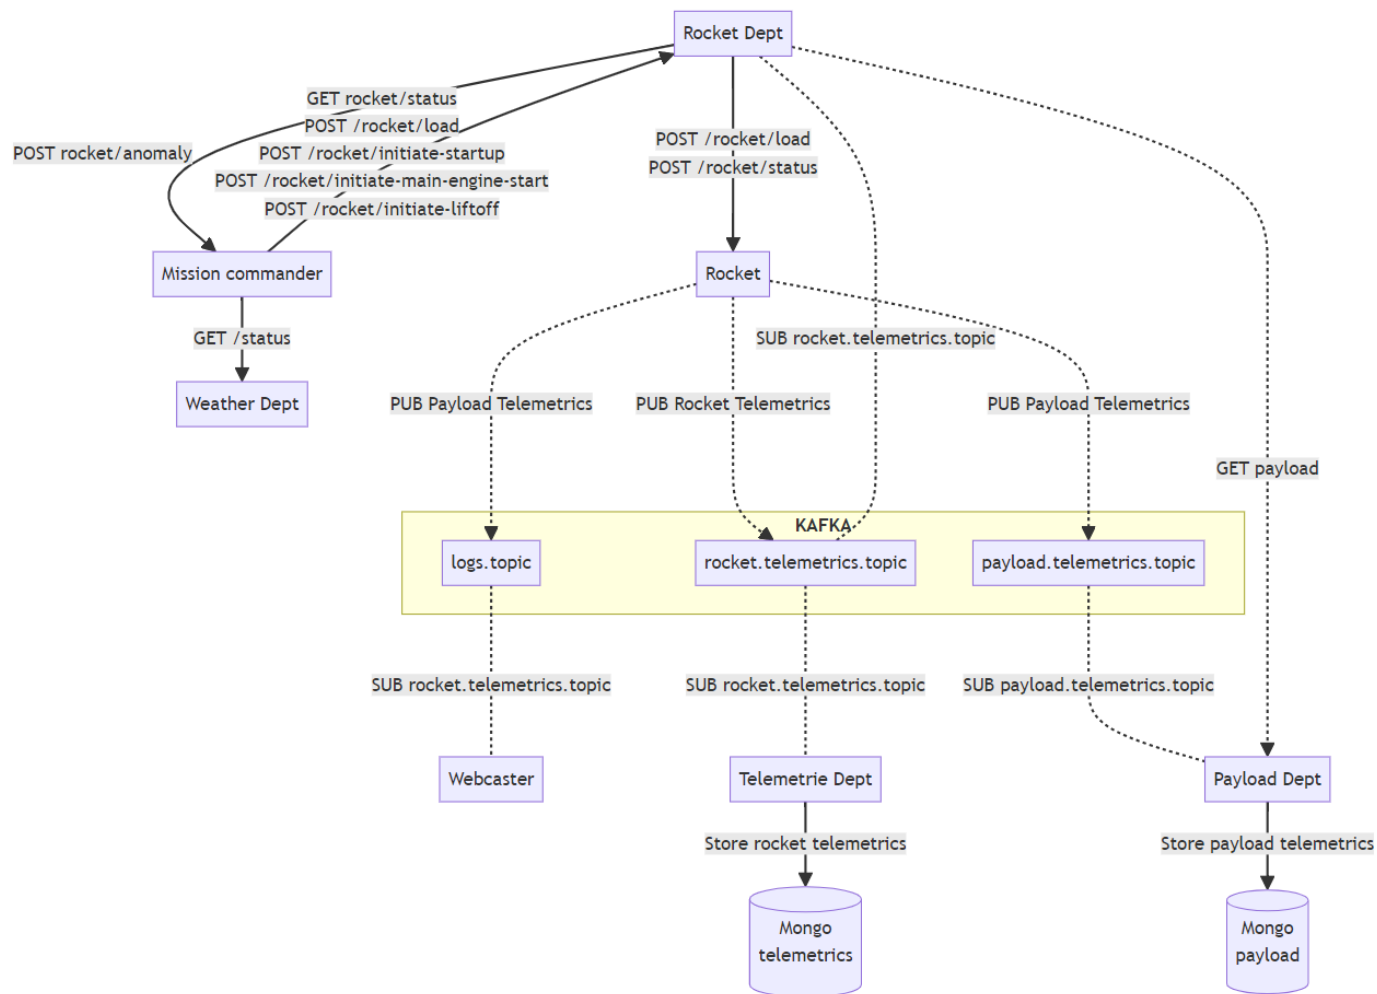 Rocket Dept
GET rocket/status
POST /rocket/load
POST rocket/anomaly
POST /rocket/initiate-startup
POST /rocket/initiate-main-engine-start
POST /rocket/initiate-liftoff
POST /rocket/load
POST /rocket/status
Mission commander
Rocket
GET /status
SUB rocket.telemetrics.topic
Weather Dept
PUB Payload Telemetrics
PUB Rocket Telemetrics
PUB Payload Telemetrics
GET payload
KAFKA
logs.topic
rocket.telemetrics.topic
payload.telemetrics.topic
SUB rocket.telemetrics.topic
SUB rocket.telemetrics.topic
SUB payload.telemetrics.topic
Webcaster
Telemetrie Dept
Payload Dept
Store rocket telemetrics
Store payload telemetrics
Mongo
telemetrics
Mongo
payload